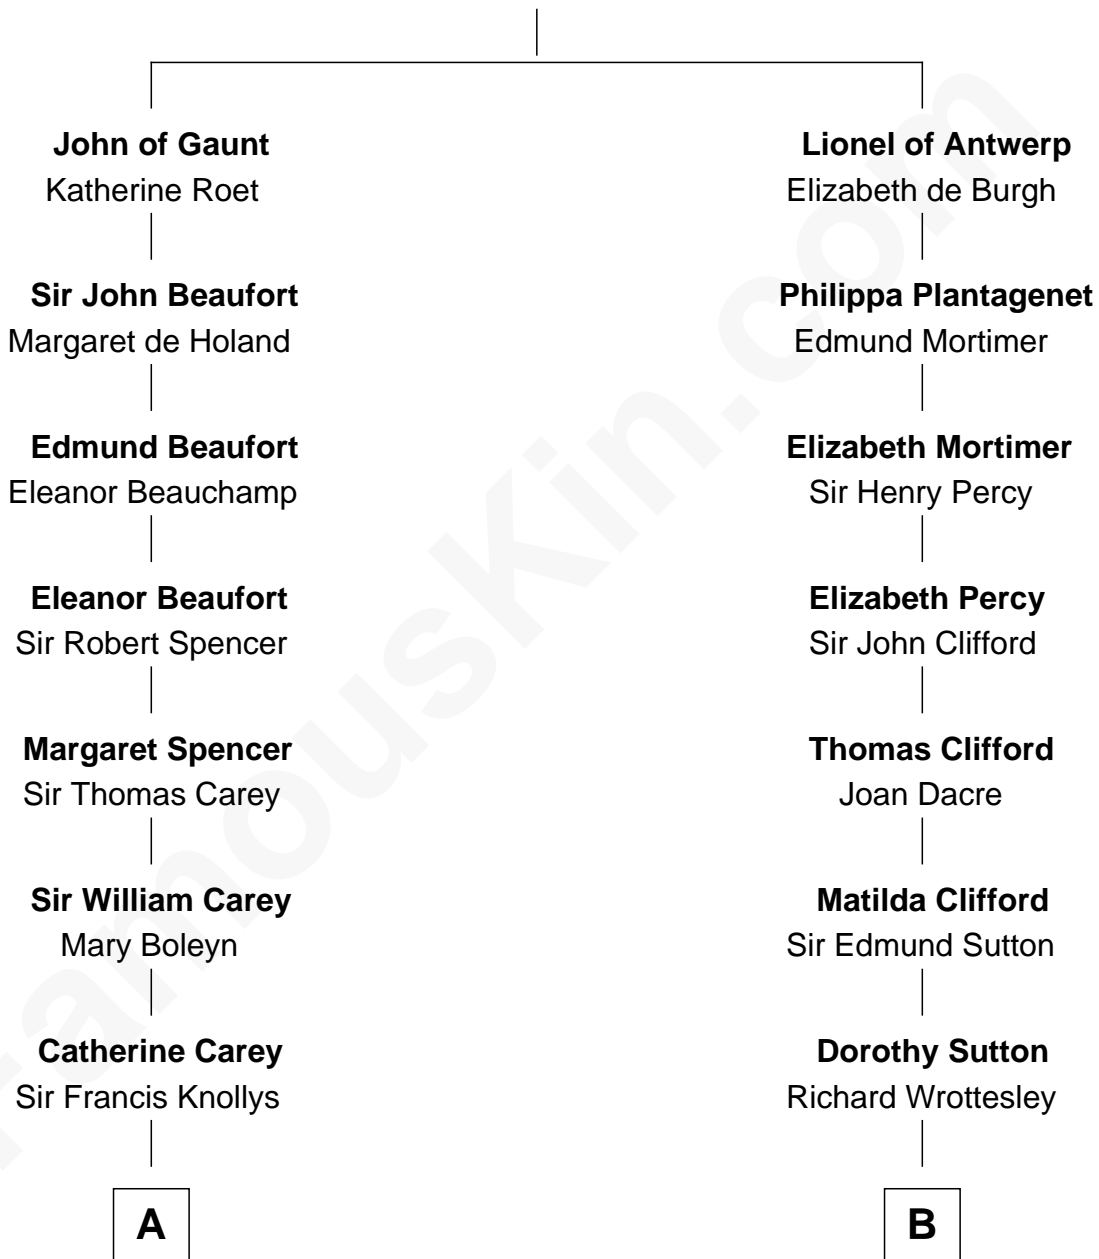 John of Gaunt
Katherine Roet
Sir John Beaufort
Margaret de Holand
Edmund Beaufort
Eleanor Beauchamp
Eleanor Beaufort
Sir Robert Spencer
Margaret Spencer
Sir Thomas Carey
Sir William Carey
Mary Boleyn
Catherine Carey
Sir Francis Knollys
A
Lionel of Antwerp
Elizabeth de Burgh
Philippa Plantagenet
Edmund Mortimer
Elizabeth Mortimer
Sir Henry Percy
Elizabeth Percy
Sir John Clifford
Thomas Clifford
Joan Dacre
Matilda Clifford
Sir Edmund Sutton
Dorothy Sutton
Richard Wrottesley
B
FamousKin.com